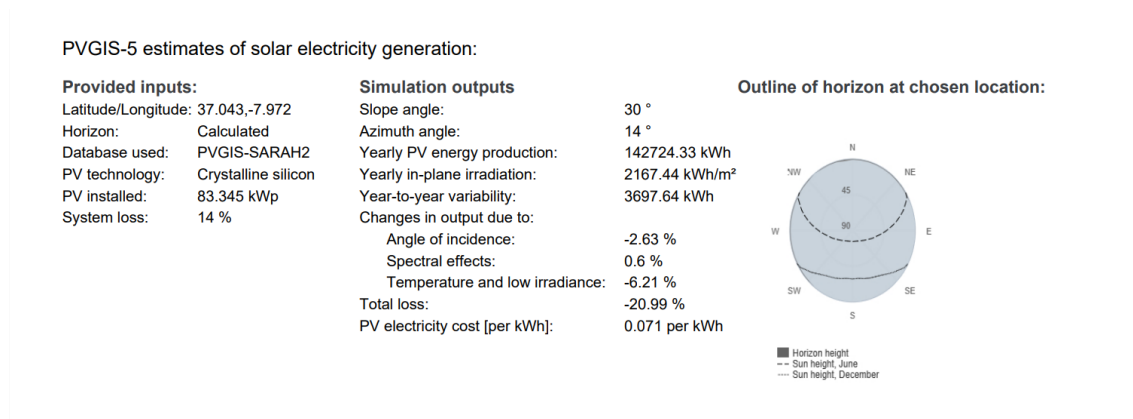 PVGIS-5 estimates of solar electricity generation:
Provided inputs:
Latitude/Longitude: 37.043,-7.972
Horizon: Calculated
Database used: PVGIS-SARAH2
PV technology: Crystalline silicon
PV installed: 83.345 kWp
System loss: 14 %
Simulation outputs
Slope angle: 30 °
Azimuth angle: 14 °
Yearly PV energy production: 142724.33 kWh
Yearly in-plane irradiation: 2167.44 kWh/m²
Year-to-year variability: 3697.64 kWh
Changes in output due to:
Angle of incidence: -2.63 %
Spectral effects: 0.6 %
Temperature and low irradiance: -6.21 %
Total loss: -20.99 %
PV electricity cost [per kWh]: 0.071 per kWh
Outline of horizon at chosen location:
N
NW NE
45
90
W E
SW SE
S
Horizon height
Sun height, June
Sun height, December